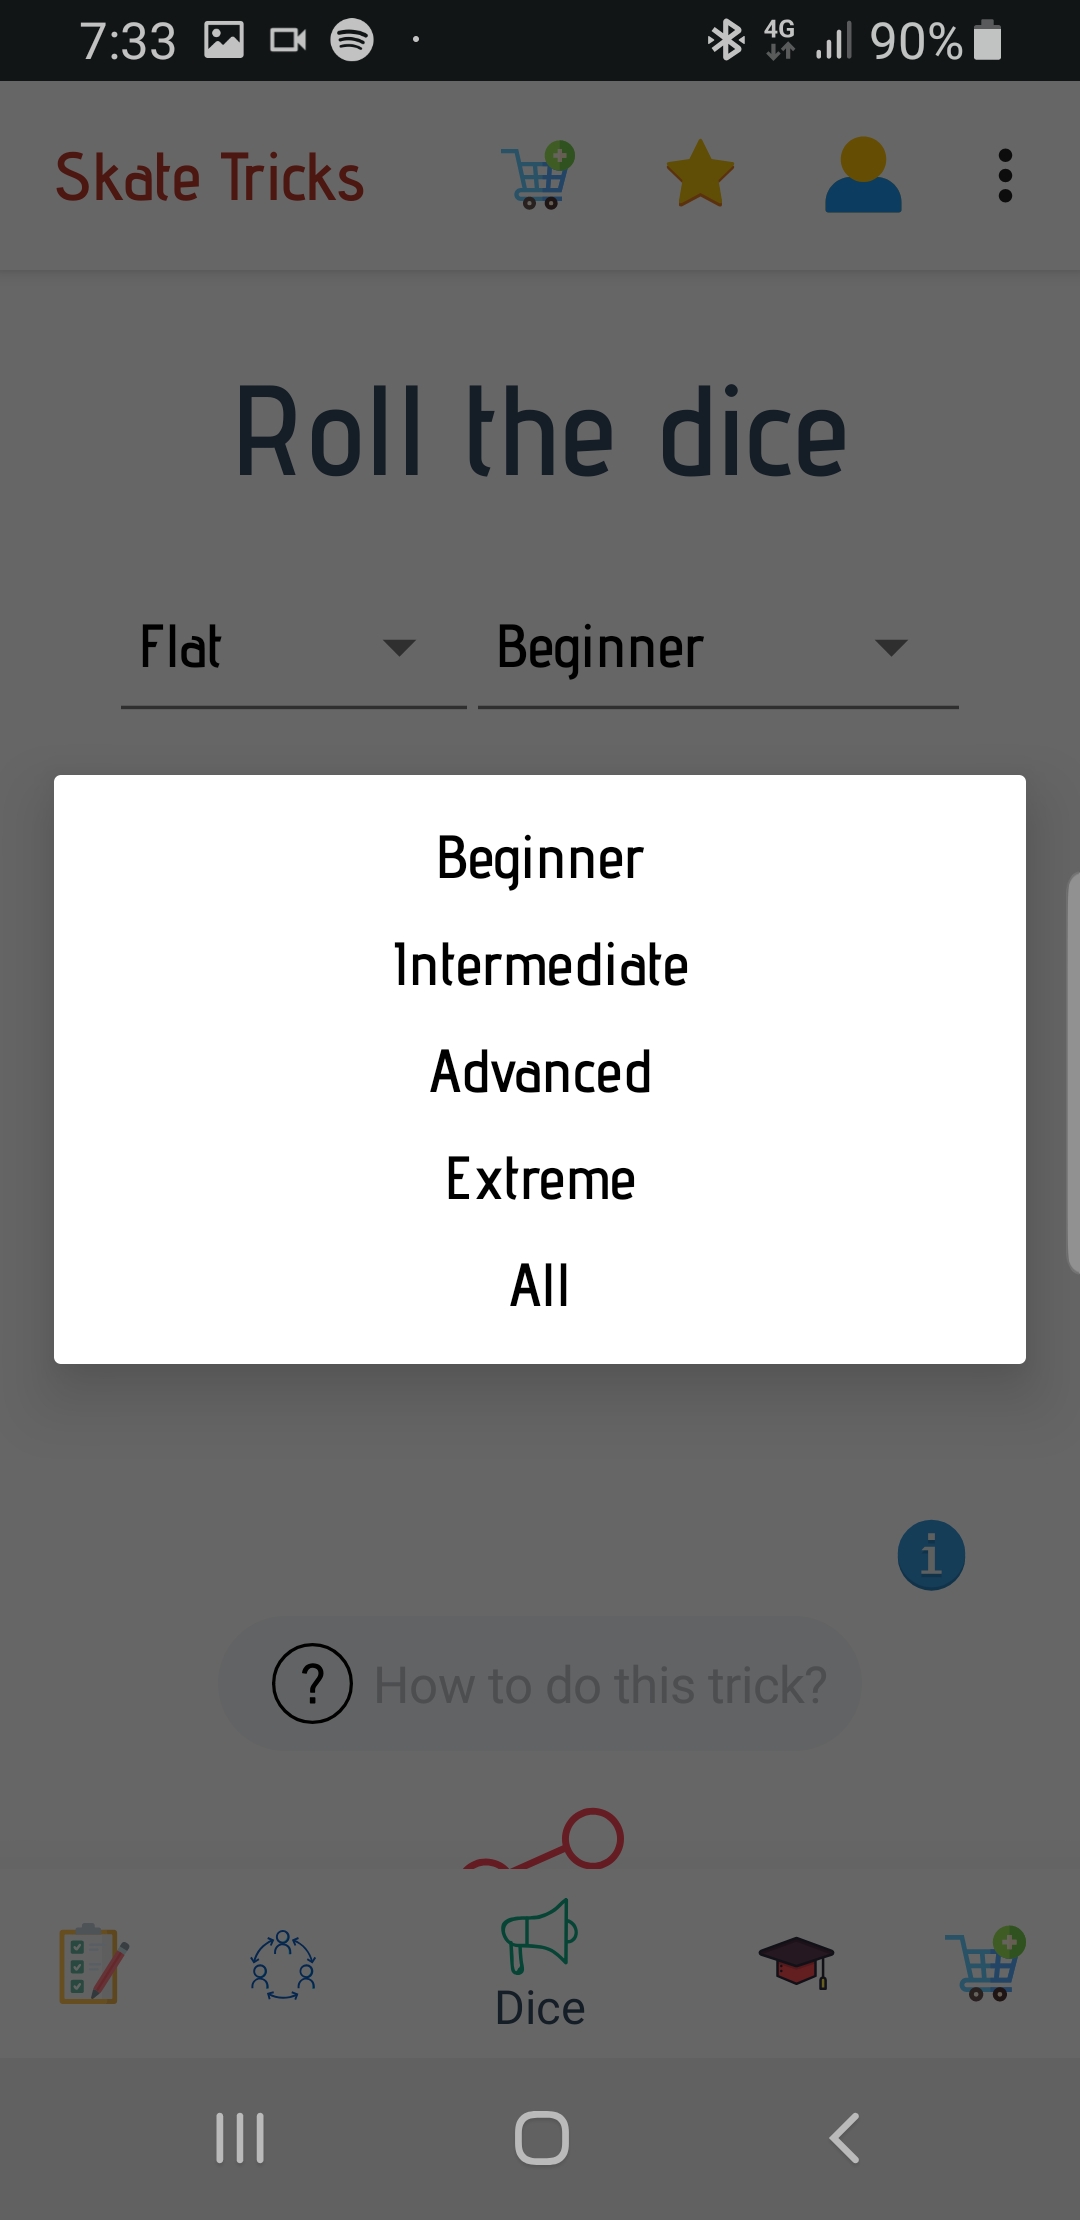 7:33 4G 90%
Skate Tricks
Roll the dice
Flat Beginner
Beginner
Intermediate
Advanced
Extreme
All
i
? How to do this trick?
Dice